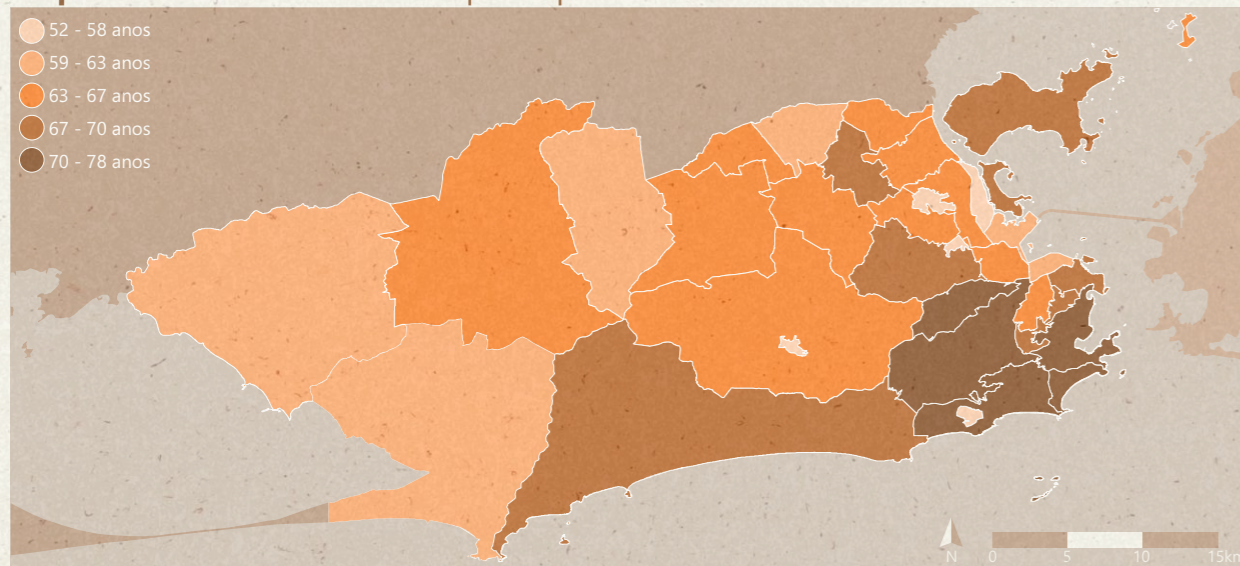 52 - 58 anos
59 - 63 anos
63 - 67 anos
67 - 70 anos
70 - 78 anos
N
0 5 10 15km